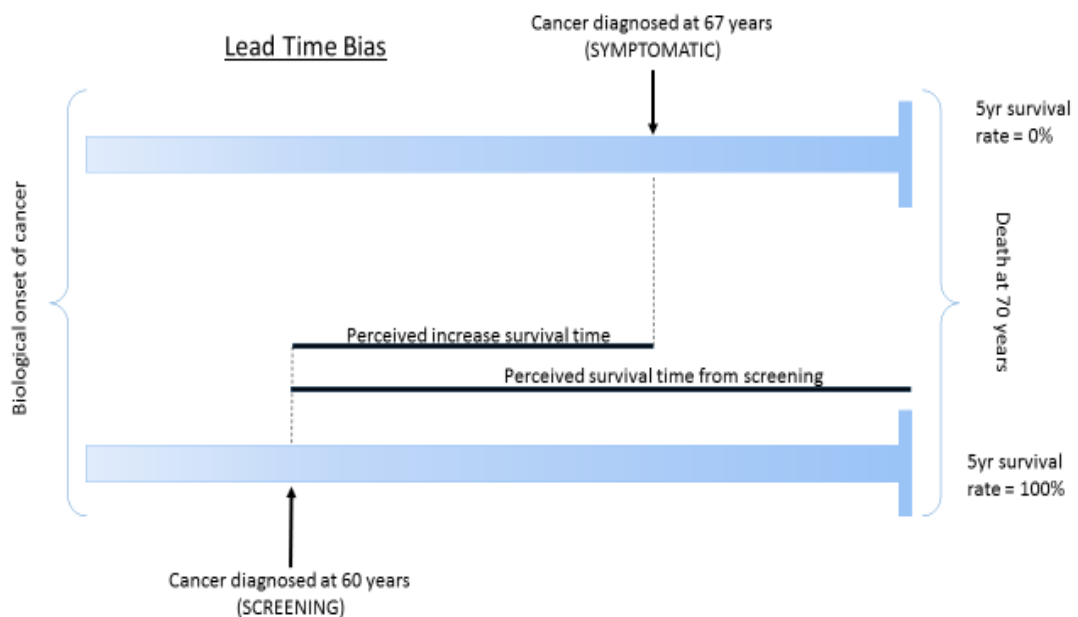 Lead Time Bias
Cancer diagnosed at 67 years
(SYMPTOMATIC)
5yr survival
rate = 0%
Biological onset of cancer
Death at 70 years
Perceived increase survival time
Perceived survival time from screening
5yr survival
rate = 100%
Cancer diagnosed at 60 years
(SCREENING)